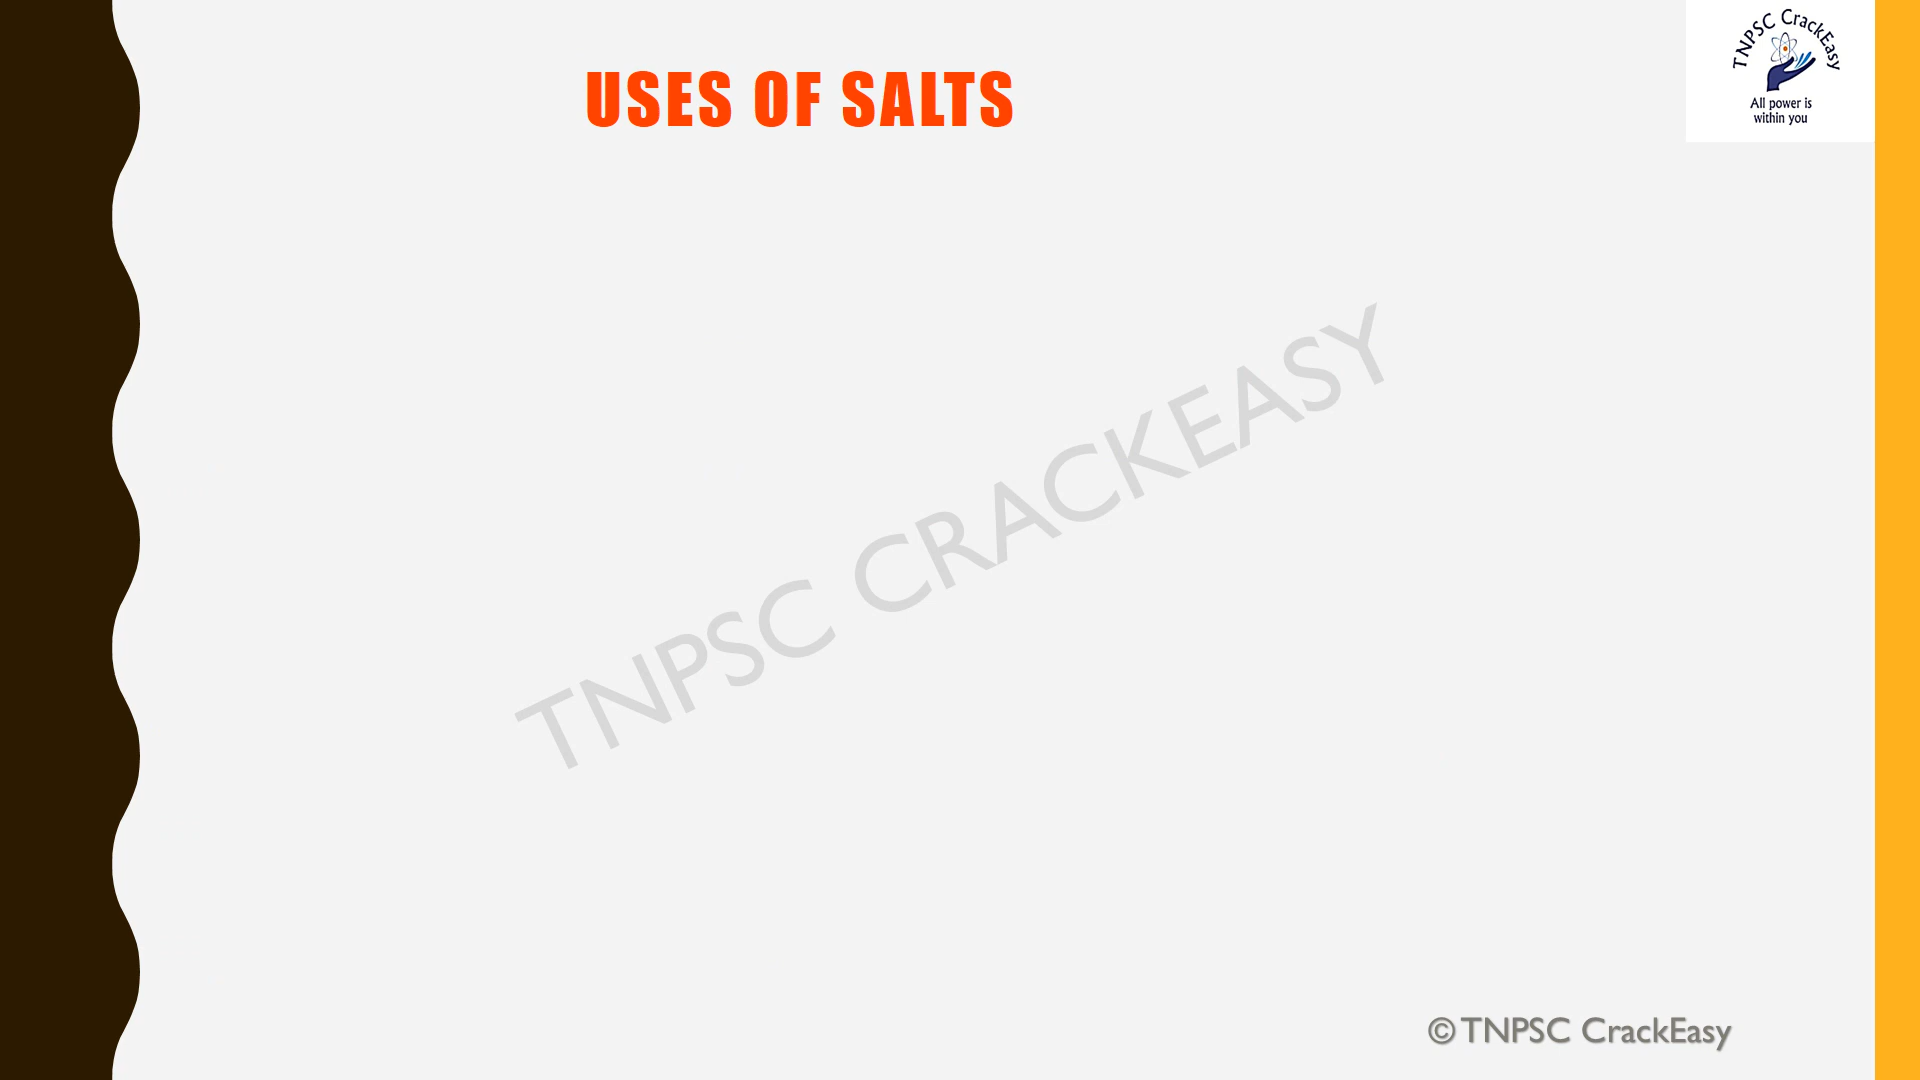 USES OF SALTS
TNPSC CrackEasy
All power is
within you
TNPSC CRACKEASY
© TNPSC CrackEasy